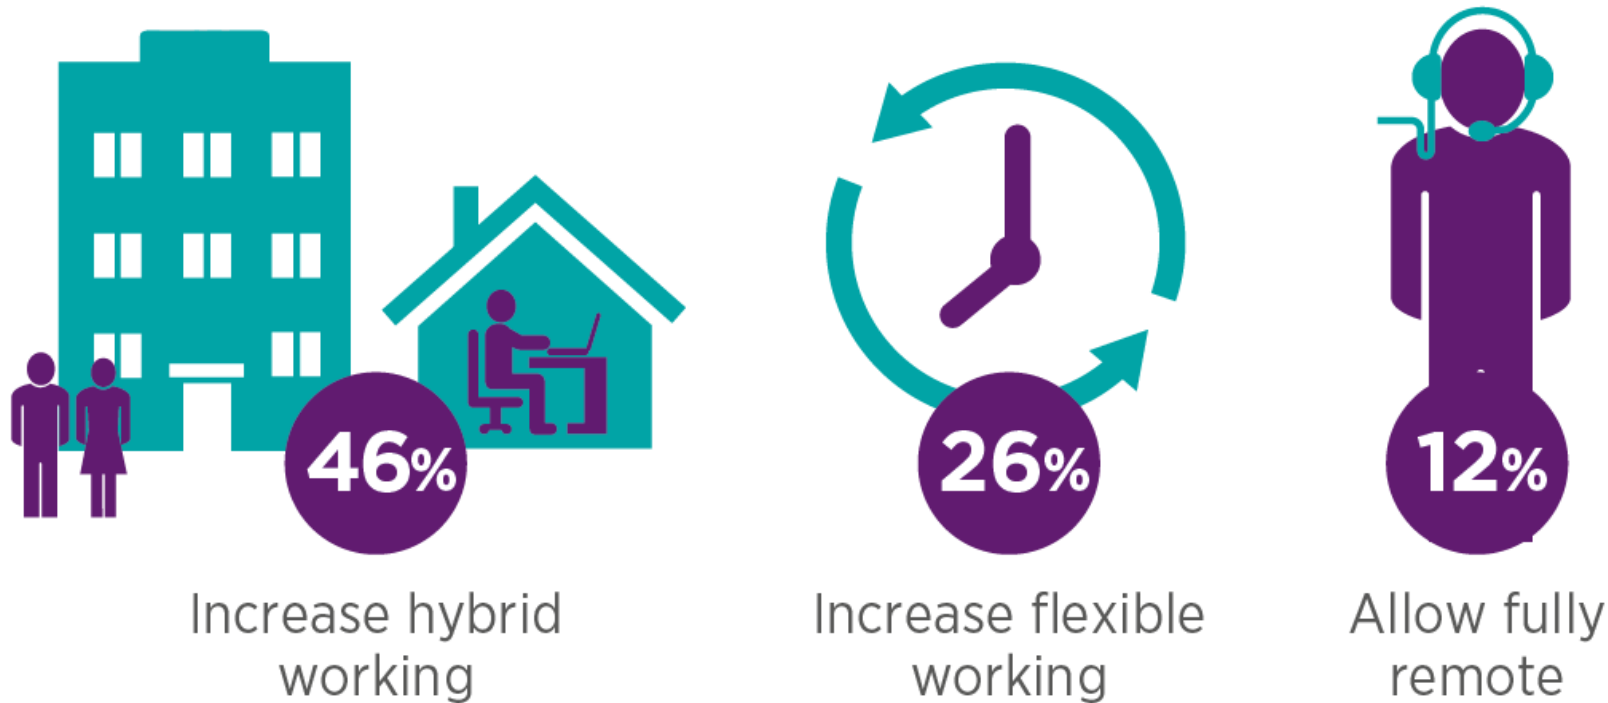 46%
Increase hybrid
working
26%
Increase flexible
working
12%
Allow fully
remote